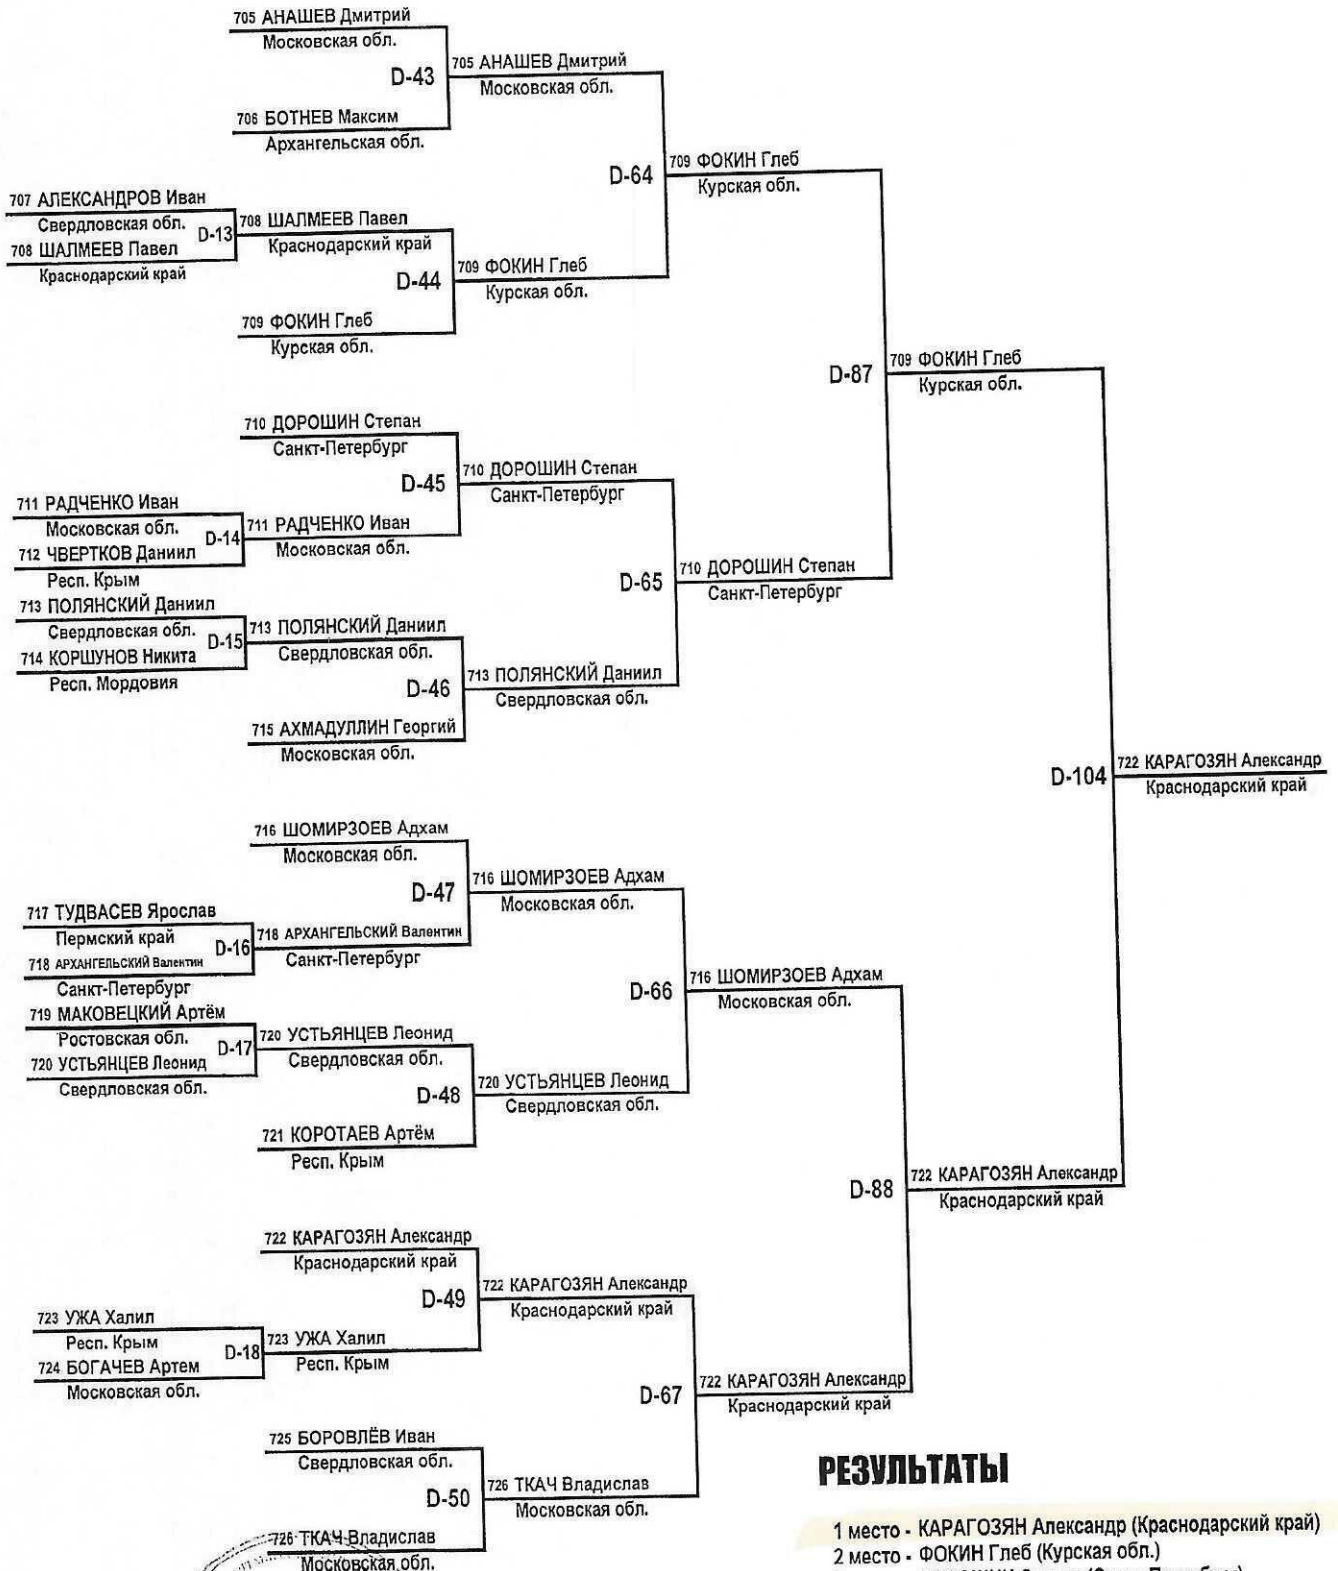 705 АНАШЕВ Дмитрий
Московская обл.
D-43
705 АНАШЕВ Дмитрий
Московская обл.
706 БОТНЕВ Максим
Архангельская обл.
D-64
709 ФОКИН Глеб
Курская обл.
707 АЛЕКСАНДРОВ Иван
Свердловская обл.
D-13
708 ШАЛМЕЕВ Павел
Краснодарский край
708 ШАЛМЕЕВ Павел
Краснодарский край
D-44
709 ФОКИН Глеб
Курская обл.
709 ФОКИН Глеб
Курская обл.
D-87
709 ФОКИН Глеб
Курская обл.
710 ДОРОШИН Степан
Санкт-Петербург
D-45
710 ДОРОШИН Степан
Санкт-Петербург
711 РАДЧЕНКО Иван
Московская обл.
D-14
711 РАДЧЕНКО Иван
Московская обл.
712 ЧВЕРТКОВ Даниил
Респ. Крым
D-65
710 ДОРОШИН Степан
Санкт-Петербург
713 ПОЛЯНСКИЙ Даниил
Свердловская обл.
D-15
713 ПОЛЯНСКИЙ Даниил
Свердловская обл.
714 КОРШУНОВ Никита
Респ. Мордовия
D-46
713 ПОЛЯНСКИЙ Даниил
Свердловская обл.
715 АХМАДУЛЛИН Георгий
Московская обл.
D-104
722 КАРАГОЗЯН Александр
Краснодарский край
716 ШОМИРЗОЕВ Адхам
Московская обл.
D-47
716 ШОМИРЗОЕВ Адхам
Московская обл.
717 ТУДВАСЕВ Ярослав
Пермский край
D-16
718 АРХАНГЕЛЬСКИЙ Валентин
Санкт-Петербург
718 АРХАНГЕЛЬСКИЙ Валентин
Санкт-Петербург
D-66
716 ШОМИРЗОЕВ Адхам
Московская обл.
719 МАКОВЕЦКИЙ Артём
Ростовская обл.
D-17
720 УСТЬЯНЦЕВ Леонид
Свердловская обл.
720 УСТЬЯНЦЕВ Леонид
Свердловская обл.
D-48
720 УСТЬЯНЦЕВ Леонид
Свердловская обл.
721 КОРОТАЕВ Артём
Респ. Крым
D-88
722 КАРАГОЗЯН Александр
Краснодарский край
722 КАРАГОЗЯН Александр
Краснодарский край
D-49
722 КАРАГОЗЯН Александр
Краснодарский край
723 УЖА Халил
Респ. Крым
D-18
723 УЖА Халил
Респ. Крым
724 БОГАЧЕВ Артем
Московская обл.
D-67
722 КАРАГОЗЯН Александр
Краснодарский край
725 БОРОВЛЁВ Иван
Свердловская обл.
D-50
726 ТКАЧ Владислав
Московская обл.
726 ТКАЧ Владислав
Московская обл.
РЕЗУЛЬТАТЫ
1 место - КАРАГОЗЯН Александр (Краснодарский край)
2 место - ФОКИН Глеб (Курская обл.)